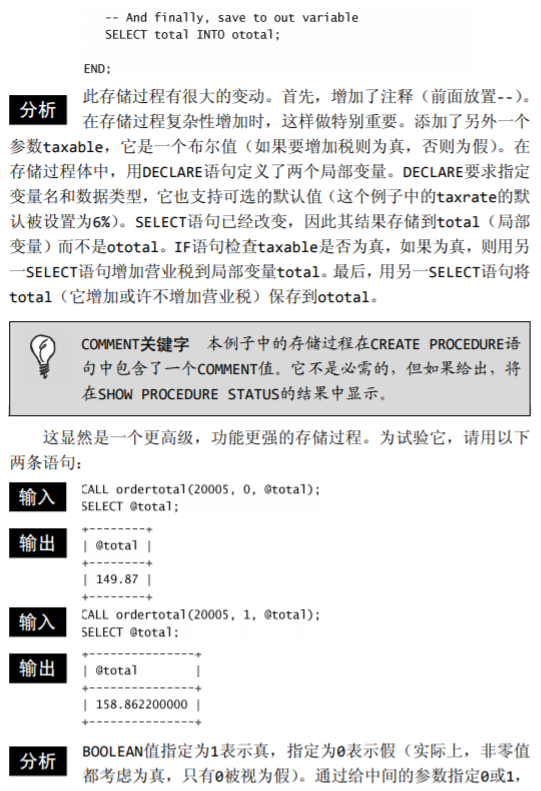 -- And finally, save to out variable
SELECT total INTO ototal;
END;
分析
此存储过程有很大的变动。首先，增加了注释（前面放置--）。
在存储过程复杂性增加时，这样做特别重要。添加了另外一个
参数taxable，它是一个布尔值（如果要增加税则为真，否则为假）。在
存储过程体中，用DECLARE语句定义了两个局部变量。DECLARE要求指定
变量名和数据类型，它也支持可选的默认值（这个例子中的taxrate的默
认被设置为6%）。SELECT语句已经改变，因此其结果存储到total（局部
变量）而不是ototal。IF语句检查taxable是否为真，如果为真，则用另
一SELECT语句增加营业税到局部变量total。最后，用另一SELECT语句将
total（它增加或许不增加营业税）保存到ototal。
COMMENT关键字 本例子中的存储过程在CREATE PROCEDURE语
句中包含了一个COMMENT值。它不是必需的，但如果给出，将
在SHOW PROCEDURE STATUS的结果中显示。
这显然是一个更高级，功能更强的存储过程。为试验它，请用以下
两条语句：
输入
CALL ordertotal(20005, 0, @total);
SELECT @total;
输出
+--------+
| @total |
+--------+
| 149.87 |
+--------+
输入
CALL ordertotal(20005, 1, @total);
SELECT @total;
输出
+---------------+
| @total        |
+---------------+
| 158.862200000 |
+---------------+
分析
BOOLEAN值指定为1表示真，指定为0表示假（实际上，非零值
都考虑为真，只有0被视为假）。通过给中间的参数指定0或1，